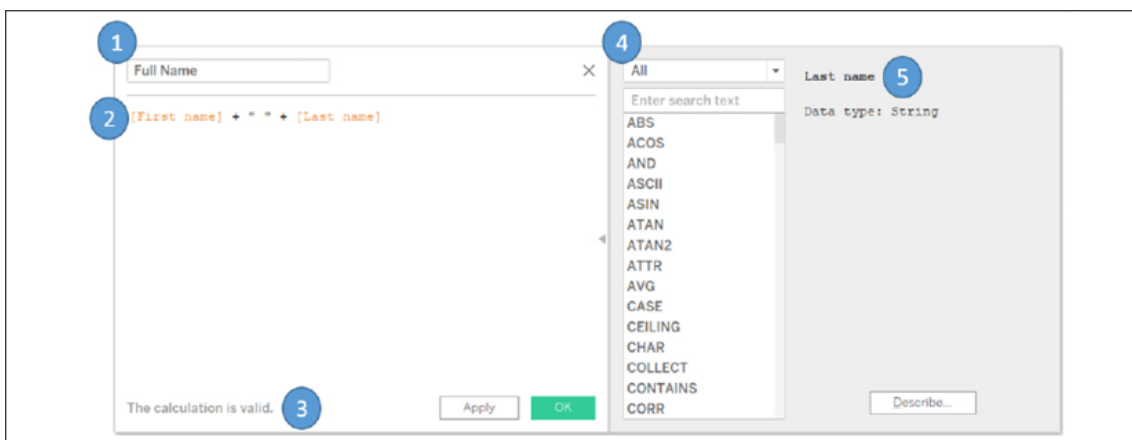 1
Full Name
2
[First name] + " " + [Last name]
The calculation is valid.
3
Apply
OK
4
All
Enter search text
ABS
ACOS
AND
ASCII
ASIN
ATAN
ATAN2
ATTR
AVG
CASE
CEILING
CHAR
COLLECT
CONTAINS
CORR
Last name
5
Data type: String
Describe...